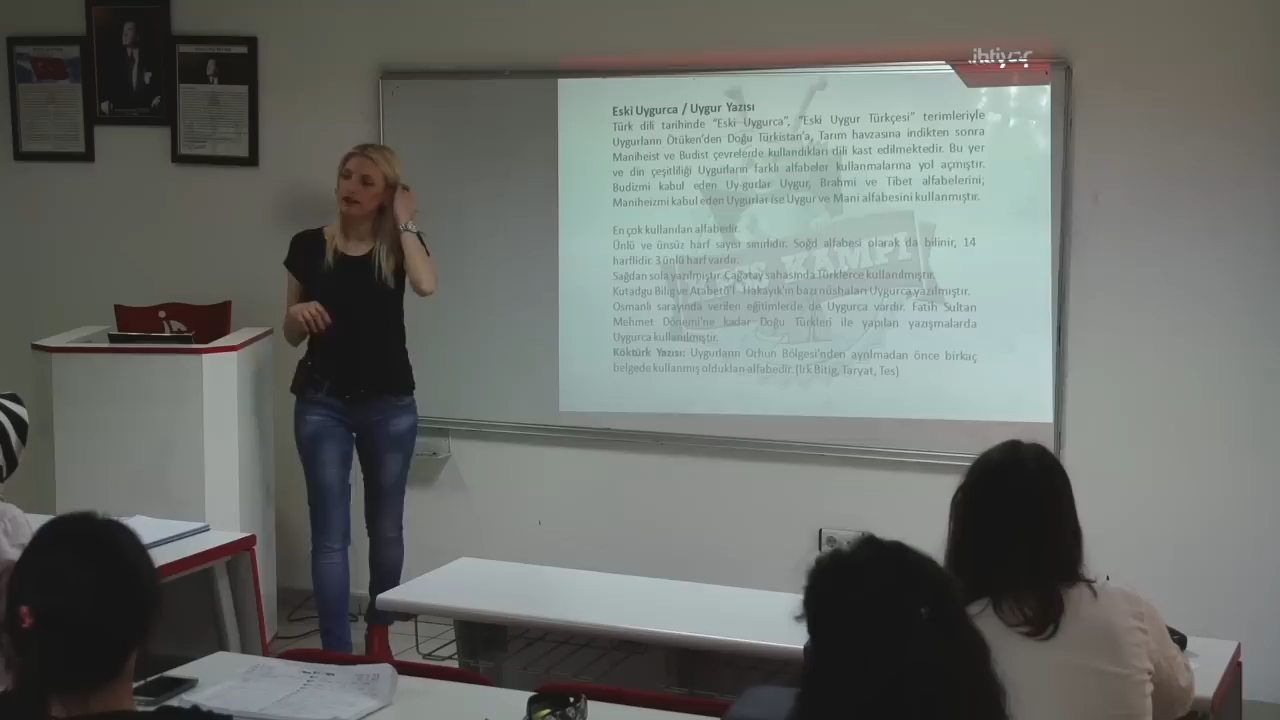 ihtiyaç
Eski Uygurca / Uygur Yazısı
Türk dili tarihinde "Eski Uygurca", "Eski Uygur Türkçesi" terimleriyle
Uygurların Ötüken'den Doğu Türkistan'a, Tarım havzasına indikten sonra
Maniheist ve Budist çevrelerde kullandıkları dili kast edilmektedir. Bu yer
ve din çeşitliliği Uygurların farklı alfabeler kullanmalarına yol açmıştır.
Budizmi kabul eden Uy-gurlar Uygur, Brahmi ve Tibet alfabelerini;
Maniheizmi kabul eden Uygurlar ise Uygur ve Mani alfabesini kullanmıştır.
En çok kullanılan alfabedir.
Ünlü ve ünsüz harf sayısı sınırlıdır. Soğd alfabesi olarak da bilinir, 14
harflidir. 3 ünlü harf vardır.
Sağdan sola yazılmıştır. Çağatay sahasında Türklerce kullanılmıştır.
Kutadgu Bilig ve Atabetü'l - Hakayık'ın bazı nüshaları Uygurca yazılmıştır.
Osmanlı sarayında verilen eğitimlerde de Uygurca vardır. Fatih Sultan
Mehmet Dönemi'ne kadar Doğu Türkleri ile yapılan yazışmalarda
Uygurca kullanılmıştır.
Köktürk Yazısı: Uygurların Orhun Bölgesi'nden ayrılmadan önce birkaç
belgede kullanmış oldukları alfabedir. (Irk Bitig, Taryat, Tes)
KAMPI